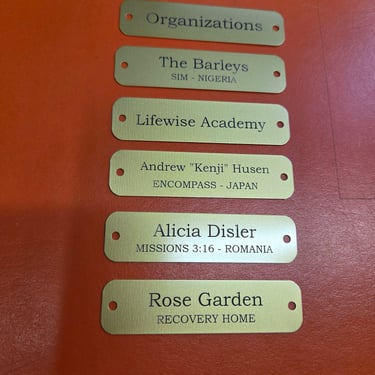 Organizations
The Barleys
SIM - NIGERIA
Lifewise Academy
Andrew "Kenji" Husen
ENCOMPASS - JAPAN
Alicia Disler
MISSIONS 3:16 - ROMANIA
Rose Garden
RECOVERY HOME